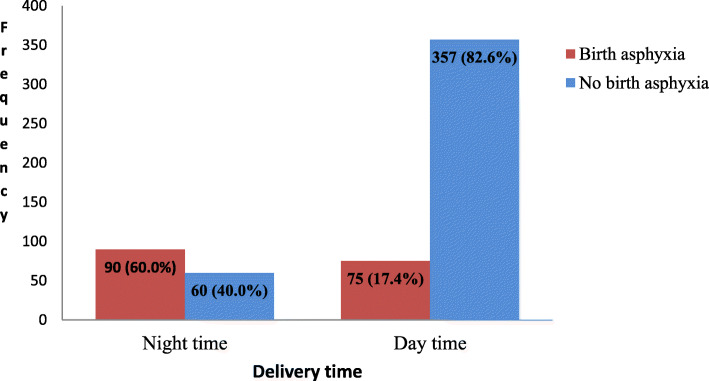 Frequency
400
350
300
250
200
150
100
50
0
90 (60.0%)
60 (40.0%)
75 (17.4%)
357 (82.6%)
Night time
Day time
Delivery time
Birth asphyxia
No birth asphyxia